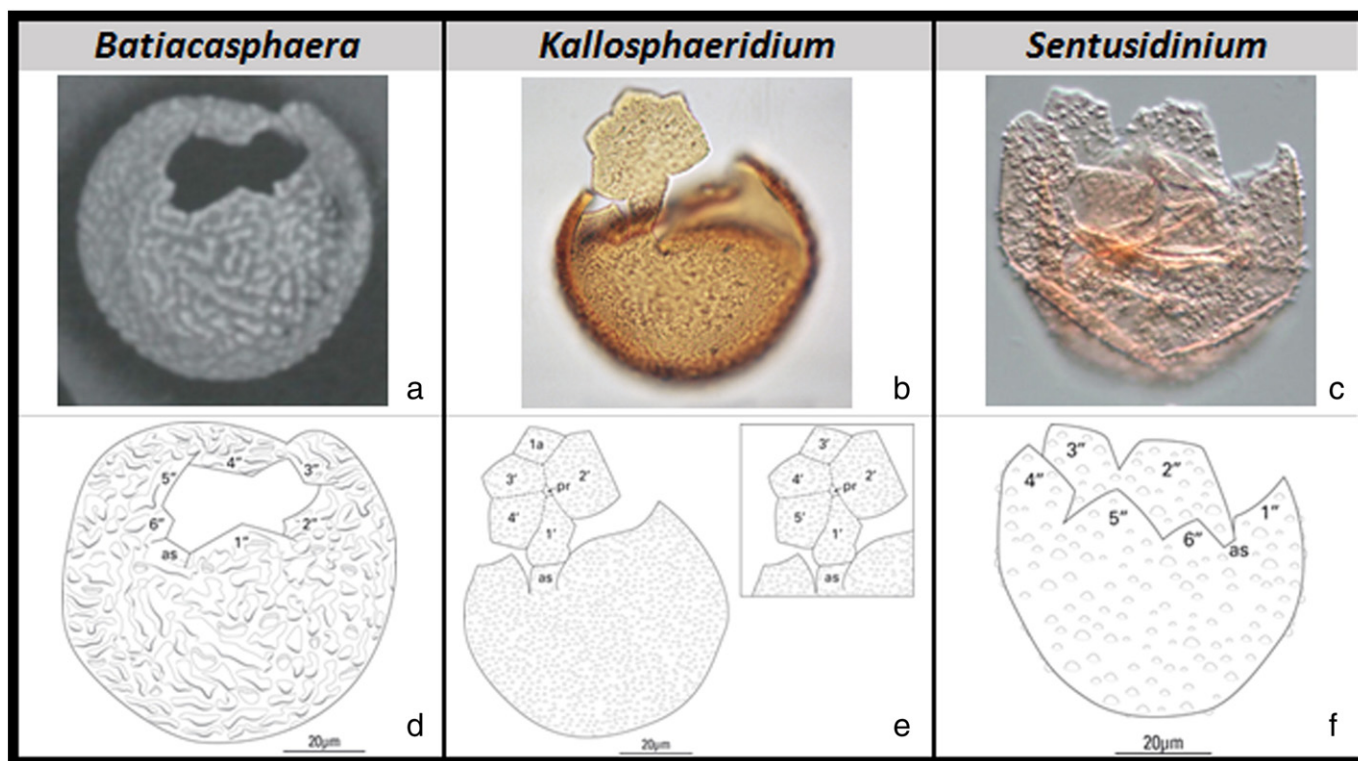 Batiacasphaera
Kallosphaeridium
Sentusidinium
a
b
c
4″
5″
3″
6″
2″
1″
as
20µm
d
1a
2′
3′
pr
4′
1′
as
20µm
3′
2′
4′
pr
5′
1′
as
e
3″
4″
2″
5″
1″
6″
as
20µm
f